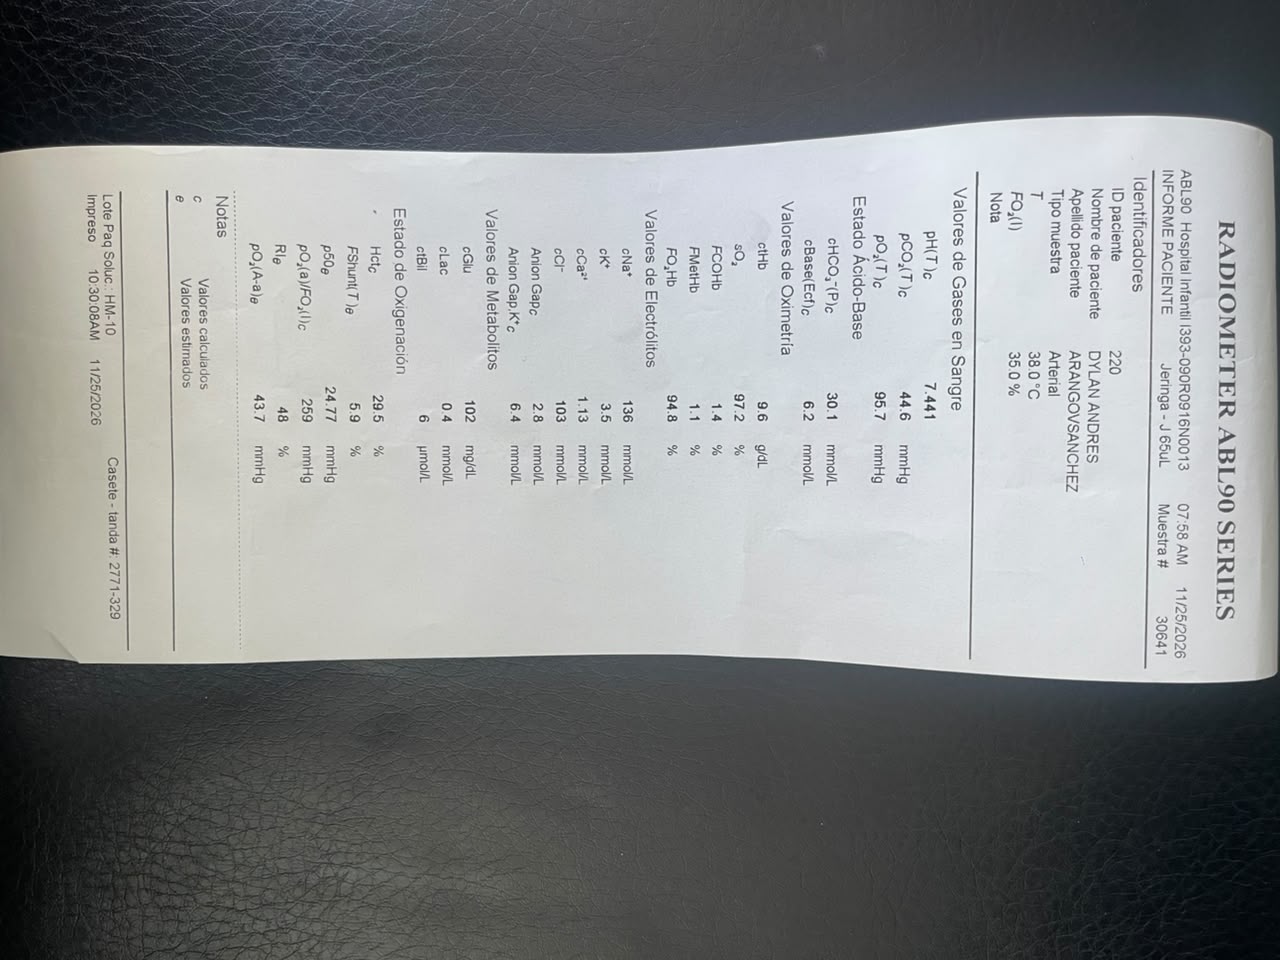 RADIOMETER ABL90 SERIES
ABL90 Hospital Infantil I393-090R0916N0013 07:58 AM 11/25/2026
INFORME PACIENTE Jeringa - J 65uL Muestra # 30641
Identificadores
ID paciente 220
Nombre de paciente DYLAN ANDRES
Apellido paciente ARANGOVSANCHEZ
Tipo muestra Arterial
T 38.0 °C
FO₂(I) 35.0 %
Nota
Valores de Gases en Sangre
pH(T)c 7.441
pCO₂(T)c 44.6 mmHg
pO₂(T)c 95.7 mmHg
Estado Ácido-Base
cHCO₃⁻(P)c 30.1 mmol/L
cBase(Ecf)c 6.2 mmol/L
Valores de Oximetría
ctHb 9.6 g/dL
sO₂ 97.2 %
FCOHb 1.4 %
FMetHb 1.1 %
FO₂Hb 94.8 %
Valores de Electrólitos
cNa⁺ 136 mmol/L
cK⁺ 3.5 mmol/L
cCa²⁺ 1.13 mmol/L
cCl⁻ 103 mmol/L
Anion Gapc 2.8 mmol/L
Anion Gap,K⁺c 6.4 mmol/L
Valores de Metabolitos
cGlu 102 mg/dL
cLac 0.4 mmol/L
ctBil 6 µmol/L
Estado de Oxigenación
Hctc 29.5 %
FShunt(T)e 5.9 %
p50e 24.77 mmHg
pO₂(a)/FO₂(I)c 259 mmHg
RIe 48 %
pO₂(A-a)e 43.7 mmHg
Notas
c Valores calculados
e Valores estimados
Lote Paq Soluc.: HM-10 Casete - tanda #: 2771-329
Impreso 10:30:08AM 11/25/2026